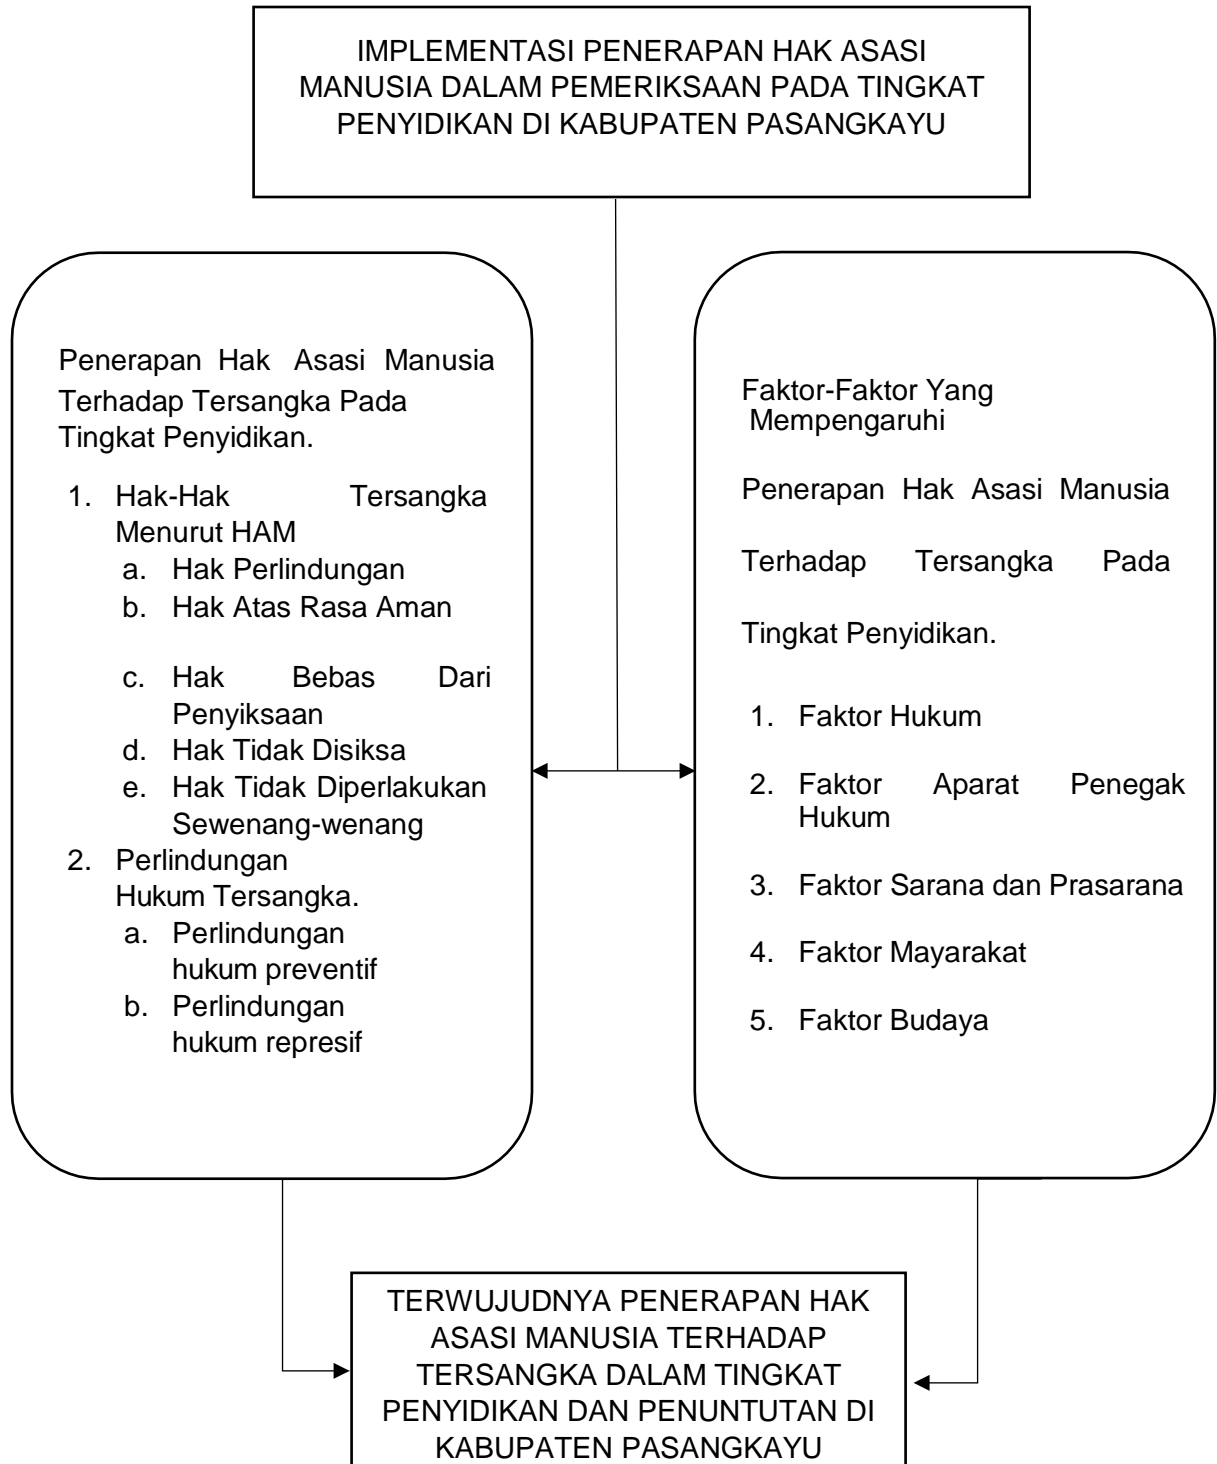 IMPLEMENTASI PENERAPAN HAK ASASI
MANUSIA DALAM PEMERIKSAAN PADA TINGKAT
PENYIDIKAN DI KABUPATEN PASANGKAYU
Penerapan Hak Asasi Manusia
Terhadap Tersangka Pada
Tingkat Penyidikan.
1. Hak-Hak Tersangka
Menurut HAM
a. Hak Perlindungan
b. Hak Atas Rasa Aman
c. Hak Bebas Dari
Penyiksaan
d. Hak Tidak Disiksa
e. Hak Tidak Diperlakukan
Sewenang-wenang
2. Perlindungan
Hukum Tersangka.
a. Perlindungan
hukum preventif
b. Perlindungan
hukum represif
Faktor-Faktor Yang
Mempengaruhi
Penerapan Hak Asasi Manusia
Terhadap Tersangka Pada
Tingkat Penyidikan.
1. Faktor Hukum
2. Faktor Aparat Penegak
Hukum
3. Faktor Sarana dan Prasarana
4. Faktor Mayarakat
5. Faktor Budaya
TERWUJUDNYA PENERAPAN HAK
ASASI MANUSIA TERHADAP
TERSANGKA DALAM TINGKAT
PENYIDIKAN DAN PENUNTUTAN DI
KABUPATEN PASANGKAYU